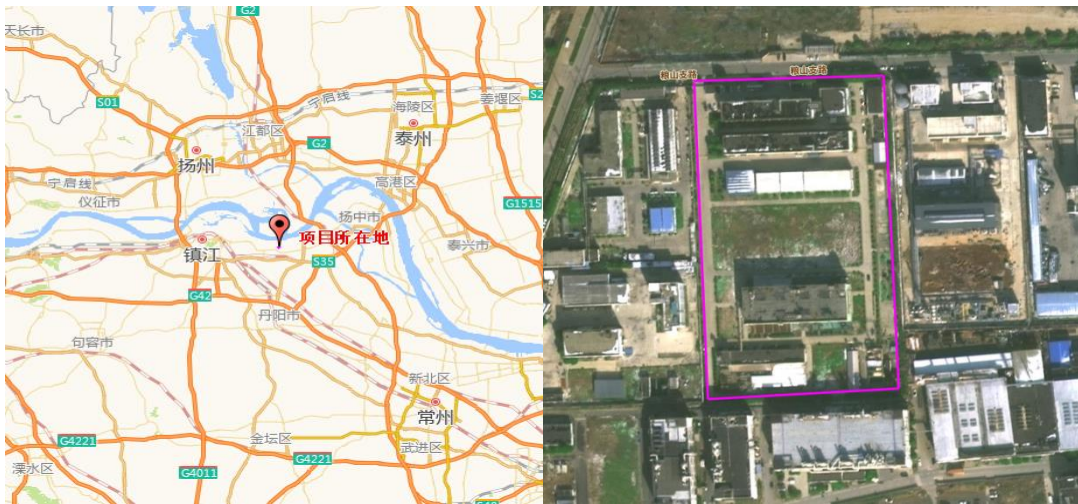 G2
天长市
S01
宁启线
海陵区
姜堰区
S2
江都区
G2
泰州
扬州
宁启线
仪征市
高港区
G1515
扬中市
项目所在地
泰兴市
镇江
S35
G42
丹阳市
句容市
新北区
常州
G4221
金坛区
G4221
武进区
溧水区
G4011
粮山支路
粮山支路